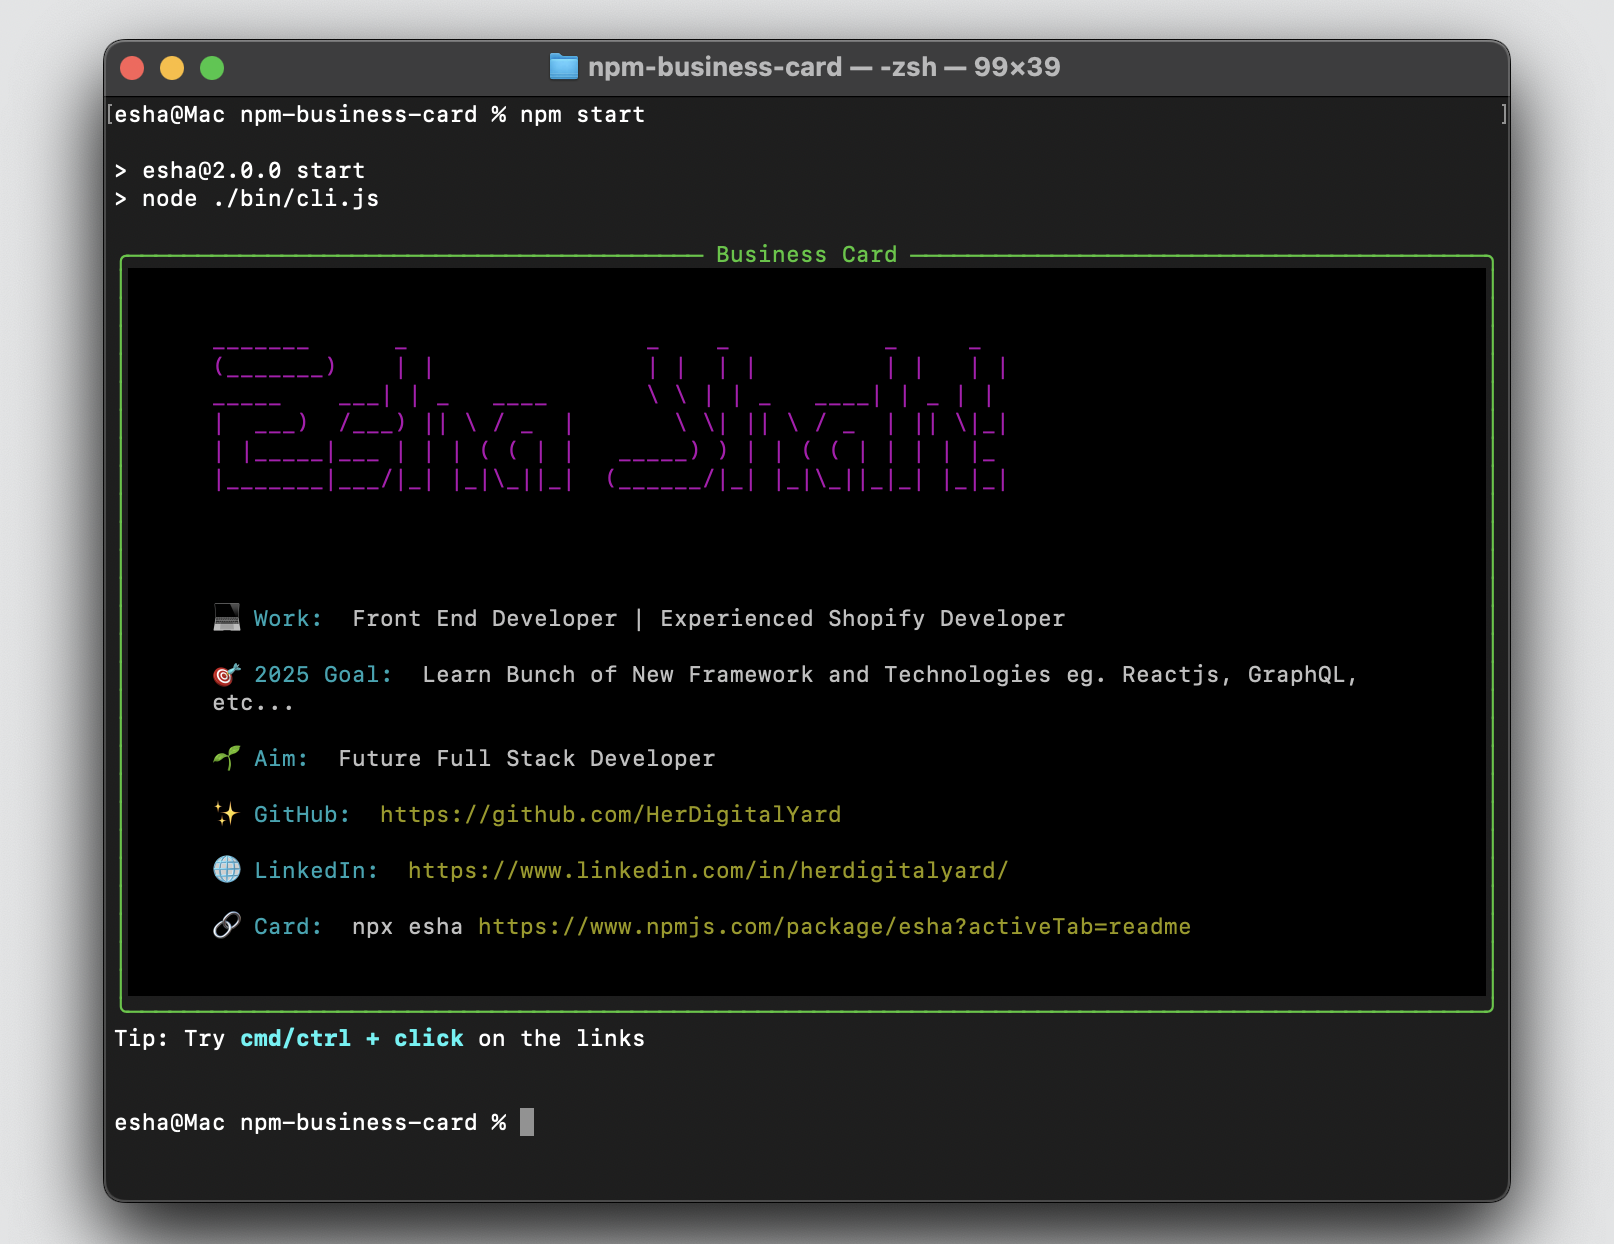 npm-business-card — -zsh — 99×39
[esha@Mac npm-business-card % npm start ]
> esha@2.0.0 start
> node ./bin/cli.js
Business Card
Esha Shah!
Work: Front End Developer | Experienced Shopify Developer
2025 Goal: Learn Bunch of New Framework and Technologies eg. Reactjs, GraphQL,
etc...
Aim: Future Full Stack Developer
GitHub: https://github.com/HerDigitalYard
LinkedIn: https://www.linkedin.com/in/herdigitalyard/
Card: npx esha https://www.npmjs.com/package/esha?activeTab=readme
Tip: Try cmd/ctrl + click on the links
esha@Mac npm-business-card %